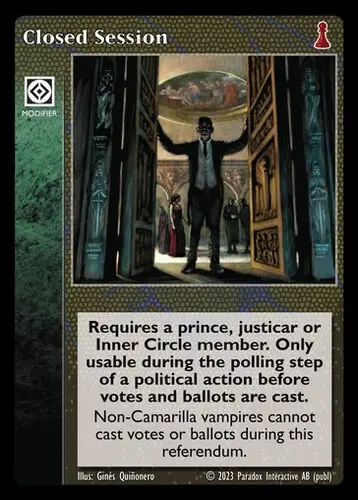 Closed Session
MODIFIER
Requires a prince, justicar or
Inner Circle member. Only
usable during the polling step
of a political action before
votes and ballots are cast.
Non-Camarilla vampires cannot
cast votes or ballots during this
referendum.
Illus: Ginés Quiñonero
© 2023 Paradox Interactive AB (publ)